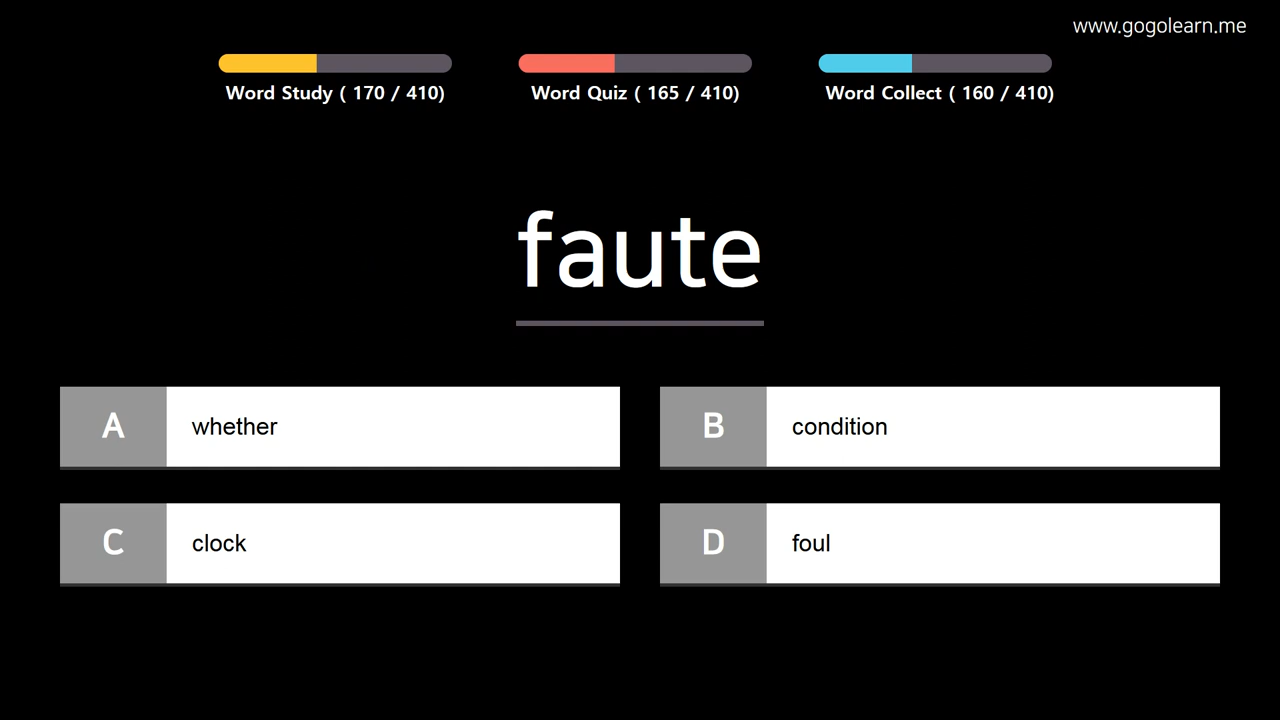 www.gogolearn.me
Word Study ( 170 / 410)
Word Quiz ( 165 / 410)
Word Collect ( 160 / 410)
faute
A whether
B condition
C clock
D foul